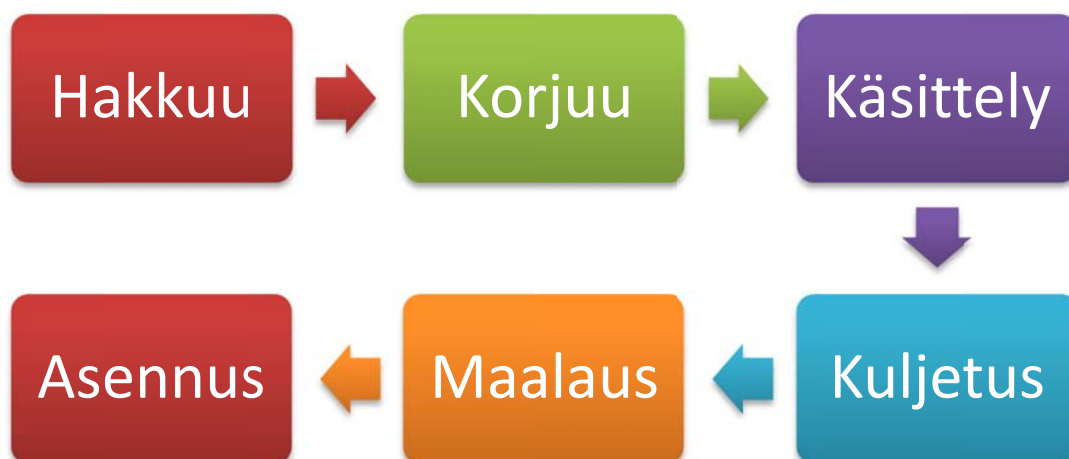 Hakkuu
Korjuu
Käsittely
Kuljetus
Maalaus
Asennus